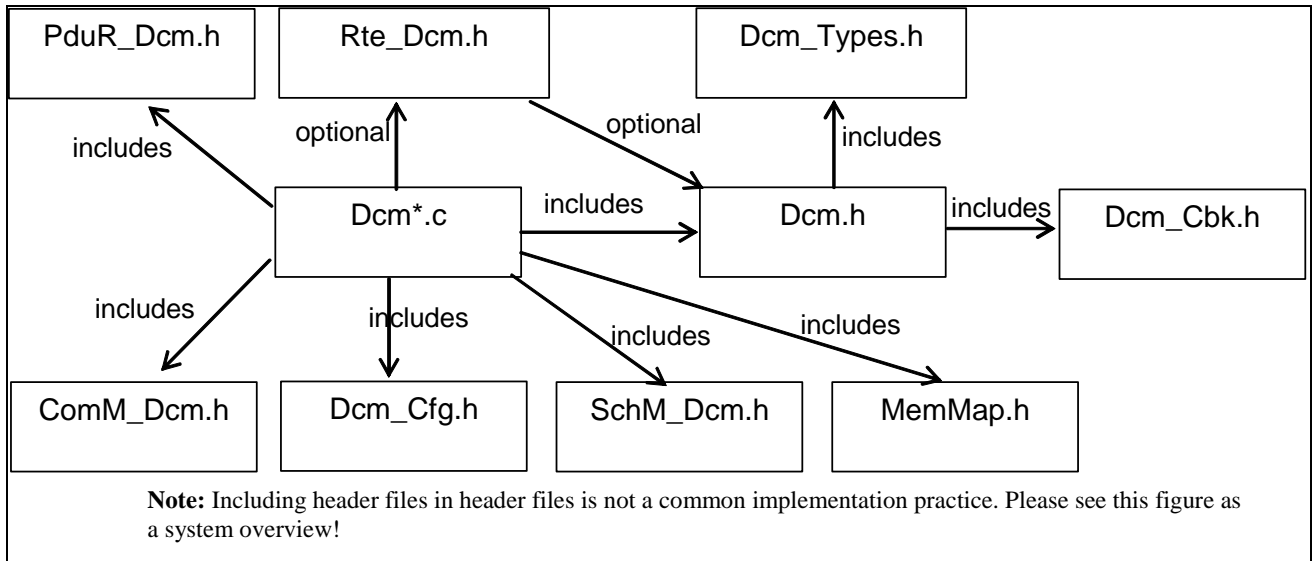 PduR_Dcm.h
Rte_Dcm.h
Dcm_Types.h
includes
optional
optional
includes
Dcm*.c
includes
Dcm.h
includes
Dcm_Cbk.h
includes
includes
includes
includes
ComM_Dcm.h
Dcm_Cfg.h
SchM_Dcm.h
MemMap.h
Note: Including header files in header files is not a common implementation practice. Please see this figure as
a system overview!